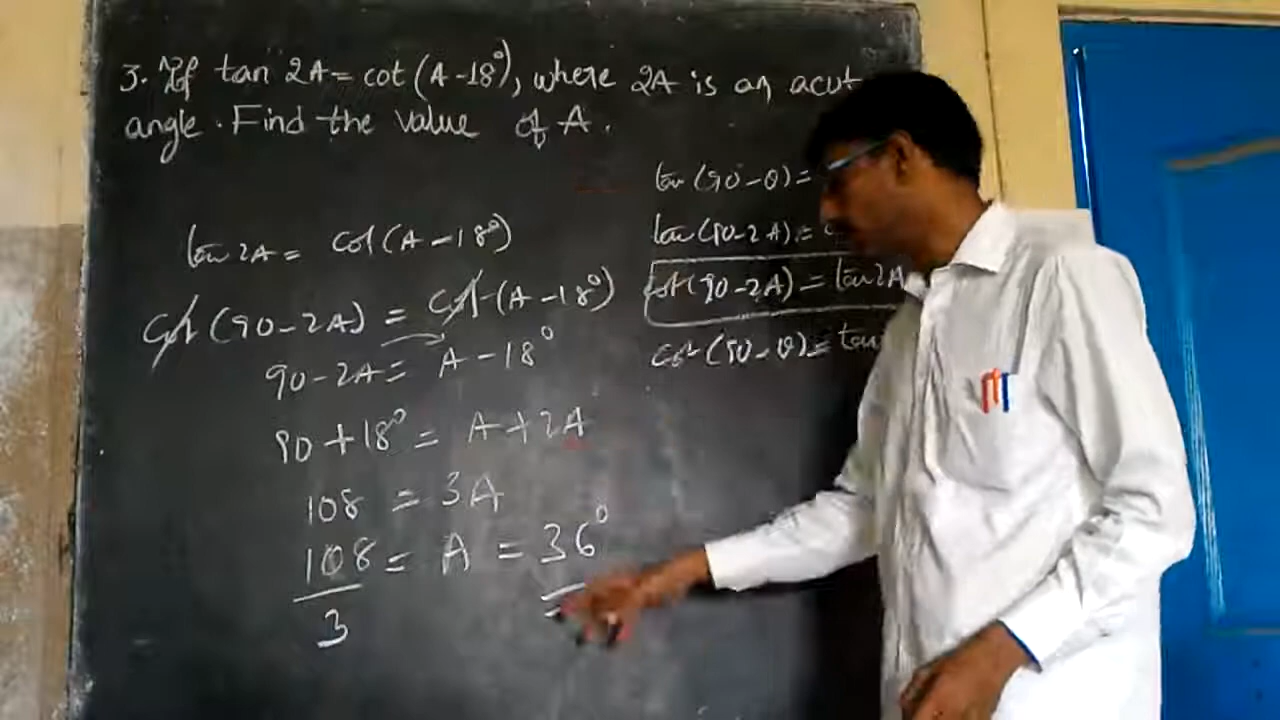 3. If tan 2A = cot (A - 18°), where 2A is an acut
angle. Find the value of A.
tan 2A = cot (A - 18°)
cot (90 - 2A) = cot (A - 18°)
90 - 2A = A - 18°
90 + 18° = A + 2A
108 = 3A
108/3 = A = 36°
tan (90 - θ) =
tan (90 - 2A) =
cot (90 - 2A) = tan 2A
cot (90 - θ) = tan